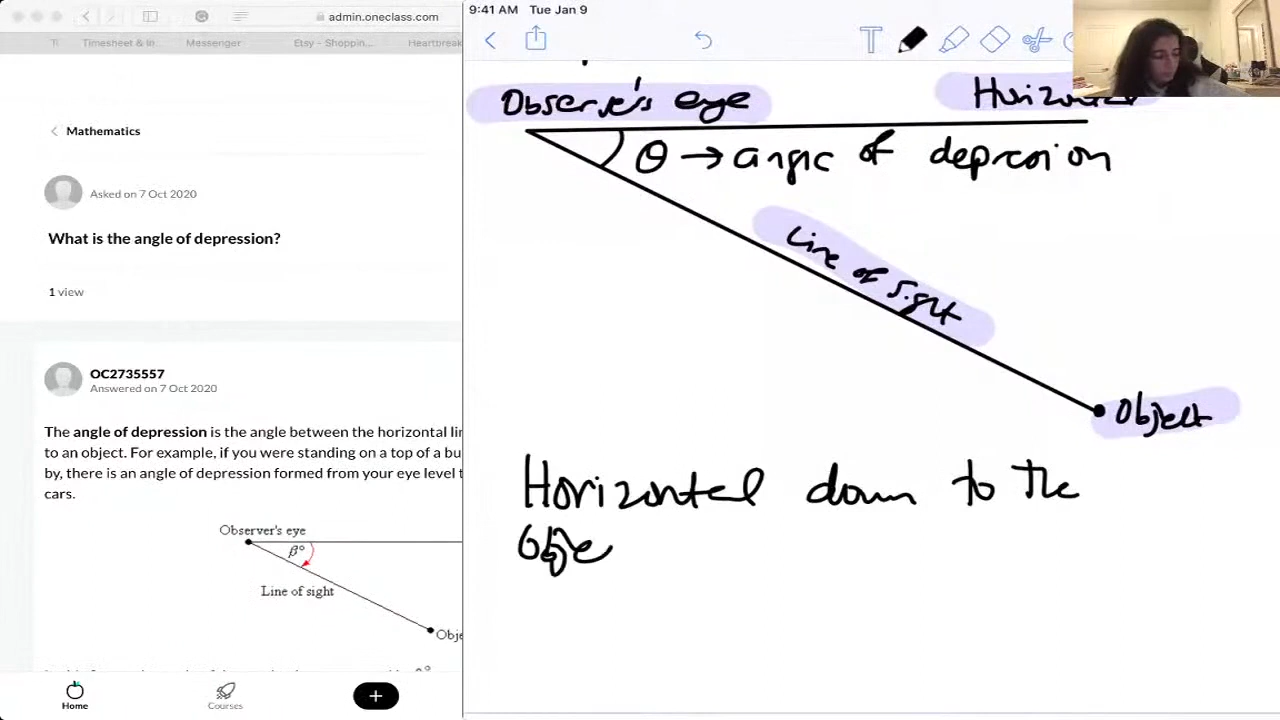 admin.oneclass.com
Timesheet & In
Messenger
Etsy - Shoppin...
Heartbreak
Mathematics
Asked on 7 Oct 2020
What is the angle of depression?
1 view
OC2735557
Answered on 7 Oct 2020
The angle of depression is the angle between the horizontal lin
to an object. For example, if you were standing on a top of a bu
by, there is an angle of depression formed from your eye level t
cars.
Observer's eye
β°
Line of sight
Obje
Home
Courses
9:41 AM Tue Jan 9
Observe's eye
Horizontal
θ → angle of depression
Line of Sight
Object
Horizontal down to the
Obje